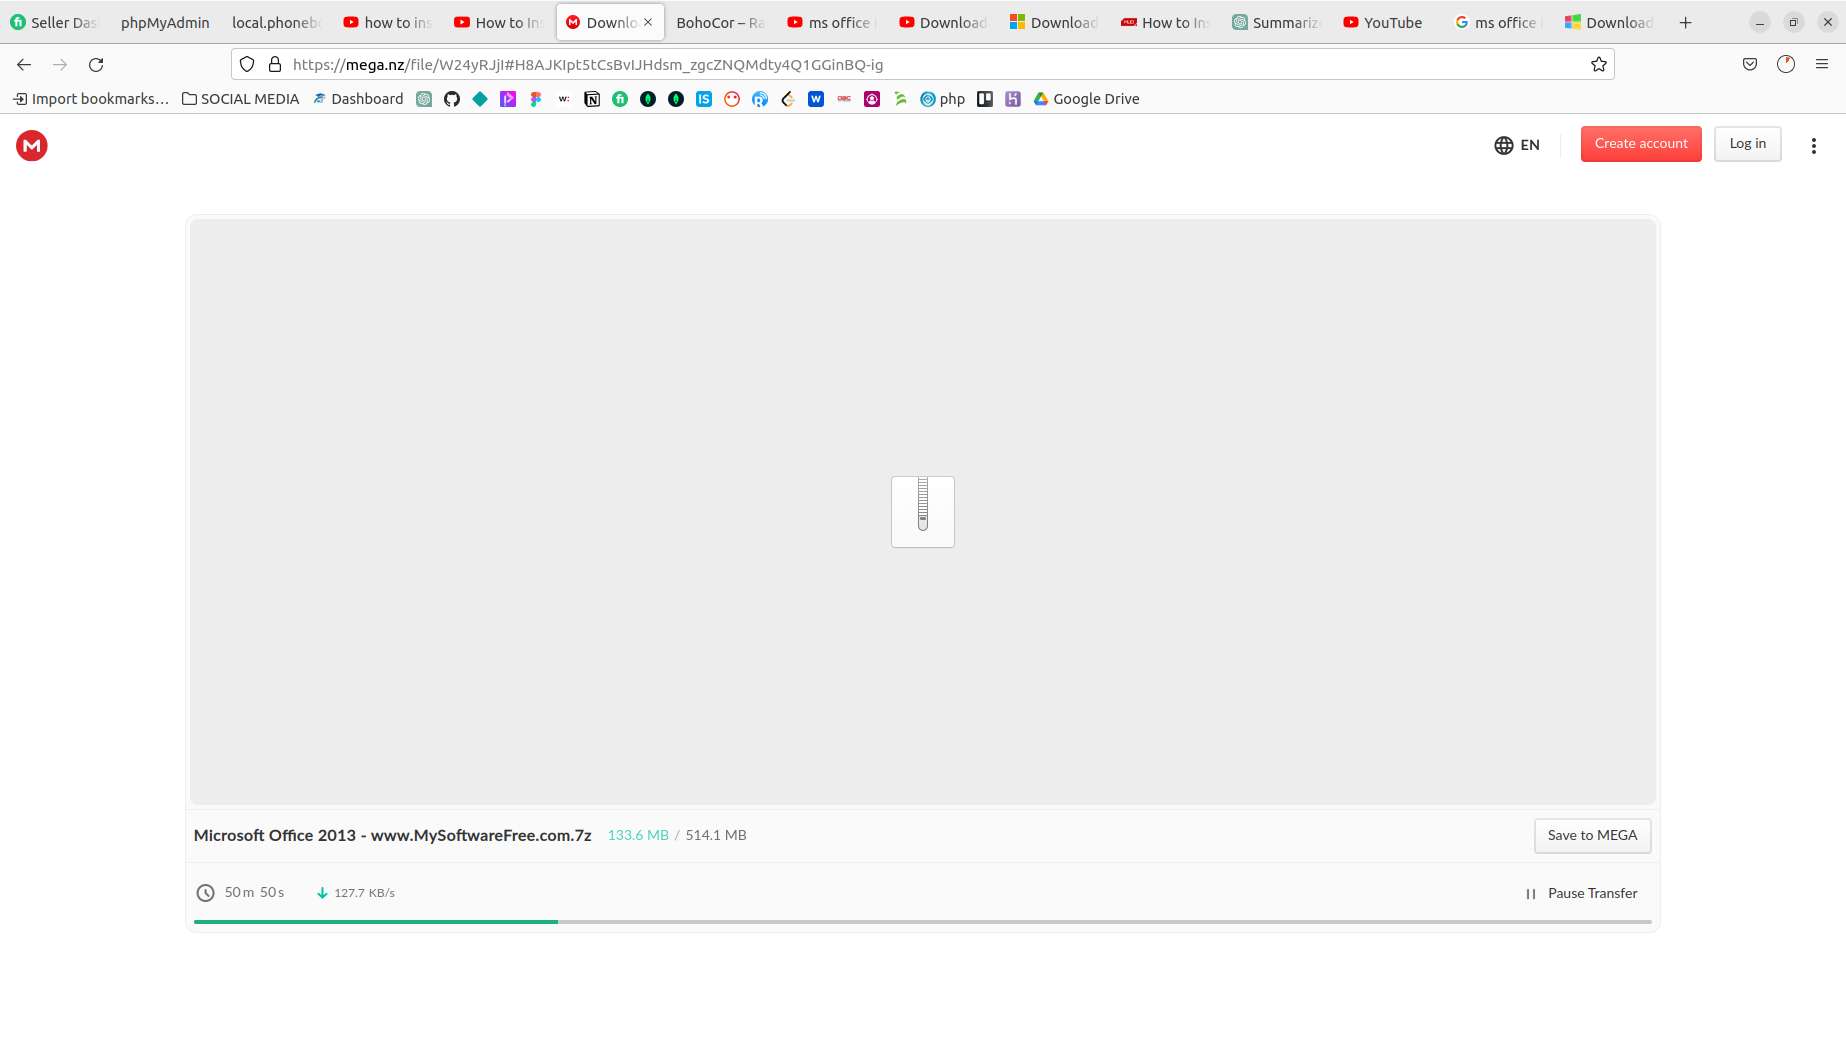 Seller Das phpMyAdmin local.phonebo how to ins How to Ins Downlo BohoCor – Ra ms office i Download Download How to Ins Summarize YouTube ms office i Download
https://mega.nz/file/W24yRJjI#H8AJKIpt5tCsBvIJHdsm_zgcZNQMdty4Q1GGinBQ-ig
Import bookmarks... SOCIAL MEDIA Dashboard php Google Drive
EN Create account Log in
Microsoft Office 2013 - www.MySoftwareFree.com.7z 133.6 MB / 514.1 MB Save to MEGA
50 m 50 s 127.7 KB/s Pause Transfer